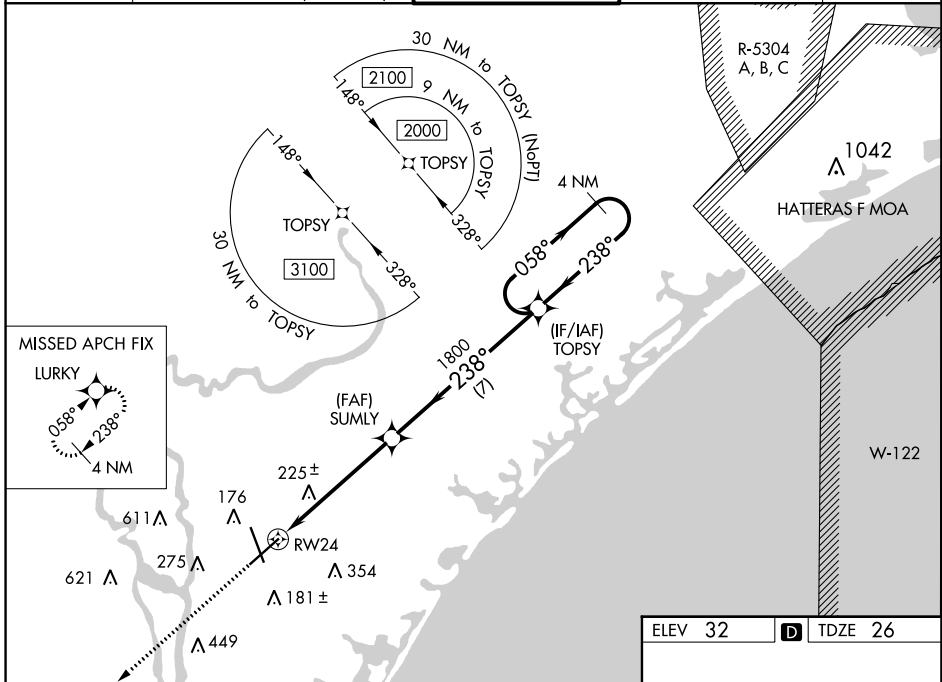 30 NM to TOPSY (NoPT)
2100
148°
9 NM to TOPSY
2000
TOPSY
328°
148°
TOPSY
3100
328°
30 NM to TOPSY
R-5304
A, B, C
1042
HATTERAS F MOA
4 NM
058°
238°
(IF/IAF)
TOPSY
1800
238°
(7)
(FAF)
SUMLY
MISSED APCH FIX
LURKY
058°
238°
4 NM
W-122
225±
176
611
RW24
275
354
621
181±
449
ELEV 32
D
TDZE 26